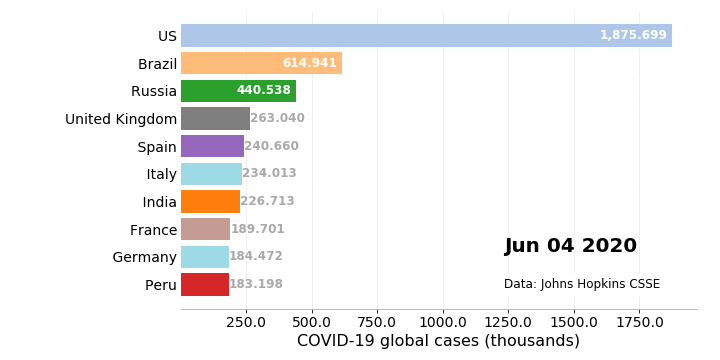 US 1,875.699
Brazil 614.941
Russia 440.538
United Kingdom 263.040
Spain 240.660
Italy 234.013
India 226.713
France 189.701
Germany 184.472
Peru 183.198
Jun 04 2020
Data: Johns Hopkins CSSE
250.0 500.0 750.0 1000.0 1250.0 1500.0 1750.0
COVID-19 global cases (thousands)